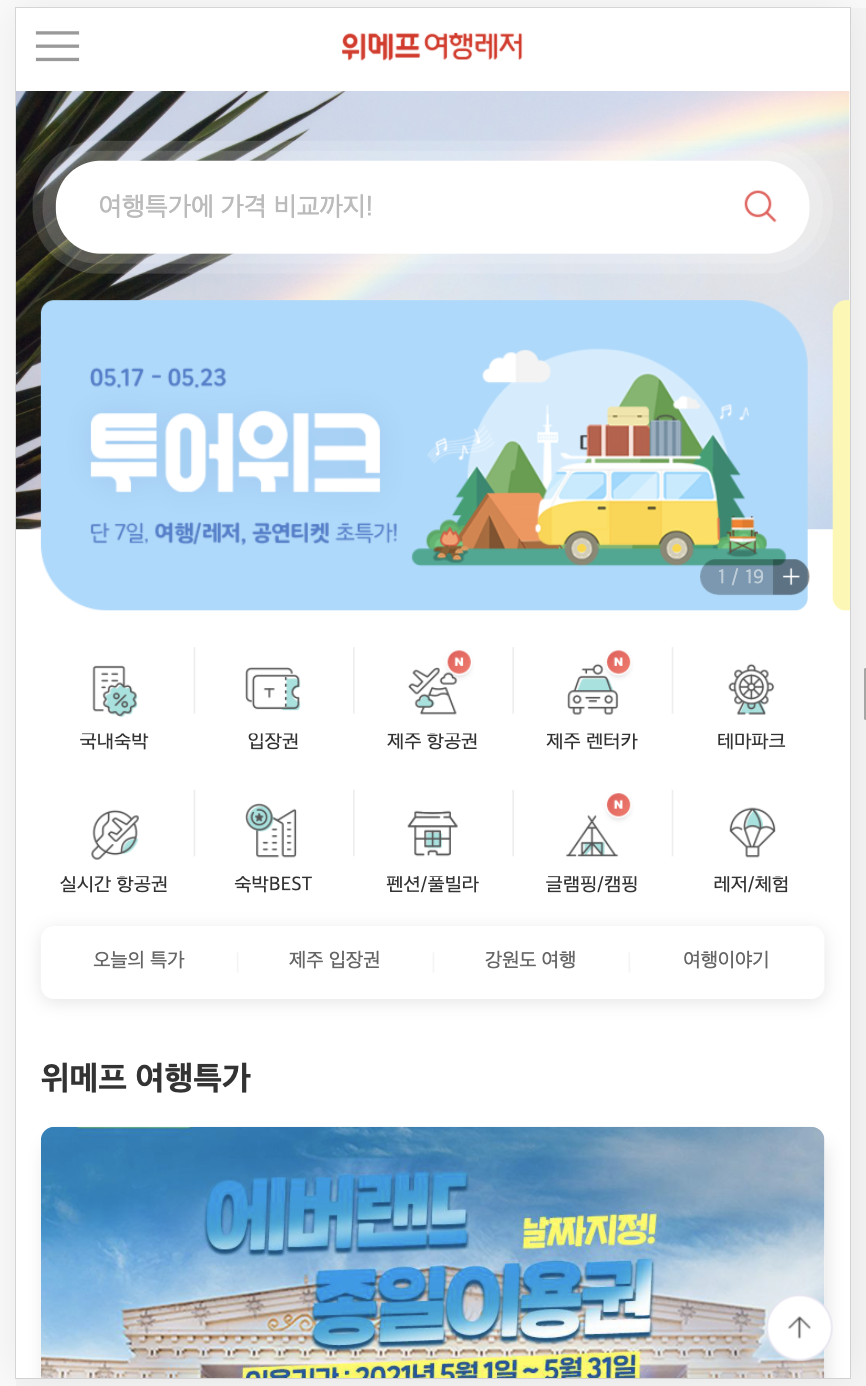 위메프 여행레저
여행특가에 가격 비교까지!
05.17 - 05.23
투어위크
단 7일, 여행/레저, 공연티켓 초특가!
1 / 19 +
N
N
국내숙박
입장권
제주 항공권
제주 렌터카
테마파크
N
실시간 항공권
숙박BEST
펜션/풀빌라
글램핑/캠핑
레저/체험
오늘의 특가
제주 입장권
강원도 여행
여행이야기
위메프 여행특가
에버랜드
날짜지정!
종일이용권
이용기간 : 2021년 5월 1일 ~ 5월 31일